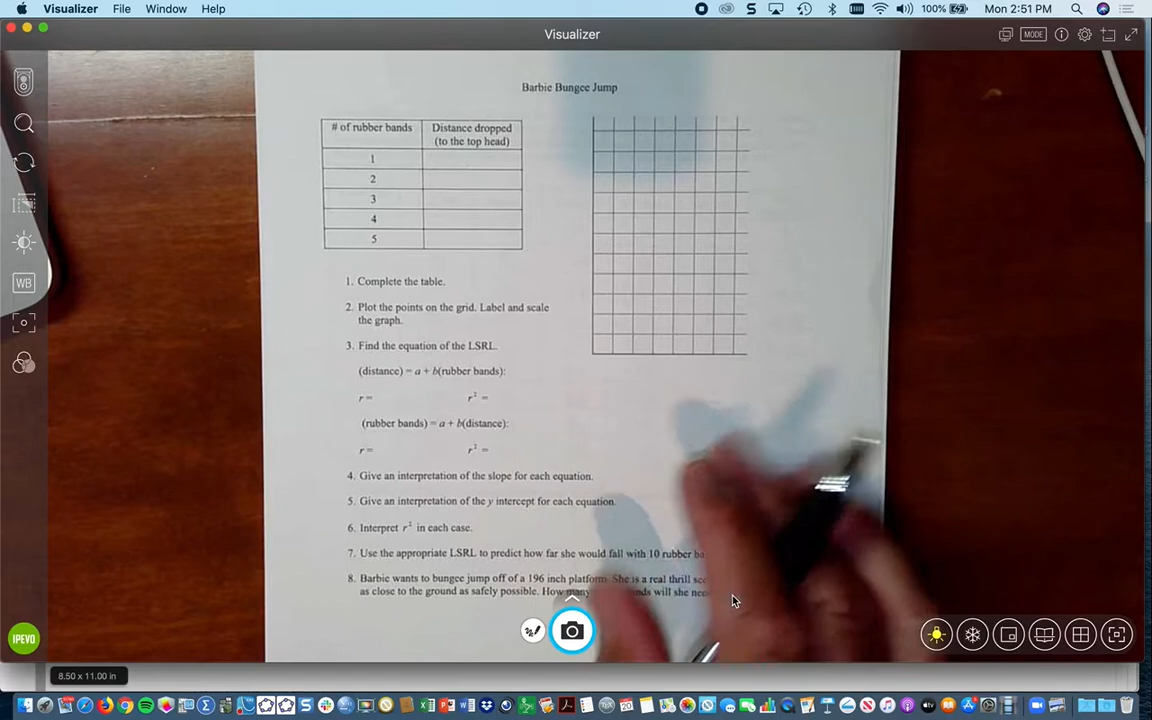 Visualizer File Edit Window Help
100% Mon 2:51 PM
Visualizer
MODE
Barbie Bungee Jump
# of rubber bands Distance dropped
(to the top head)
1
2
3
4
5
1. Complete the table.
2. Plot the points on the grid. Label and scale
the graph.
3. Find the equation of the LSRL.
(distance) = a + b(rubber bands):
r = r² =
(rubber bands) = a + b(distance):
r = r² =
4. Give an interpretation of the slope for each equation.
5. Give an interpretation of the y intercept for each equation.
6. Interpret r² in each case.
7. Use the appropriate LSRL to predict how far she would fall with 10 rubber
8. Barbie wants to bungee jump off of a 196 inch platform. She is a real thrill
as close to the ground as safely possible. How many will she
WB
IPEVO
8.50 x 11.00 in